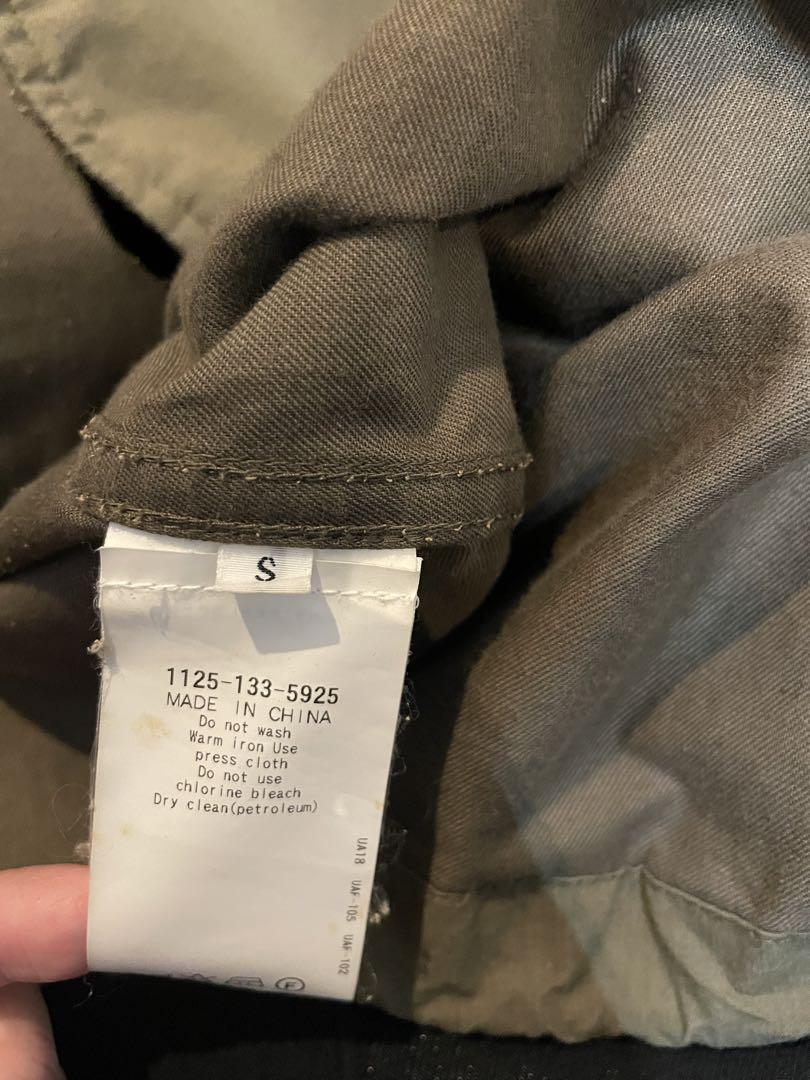 S
1125-133-5925
MADE IN CHINA
Do not wash
Warm iron Use
press cloth
Do not use
chlorine bleach
Dry clean(petroleum)
UA18 UAF-105 UAF-102
F